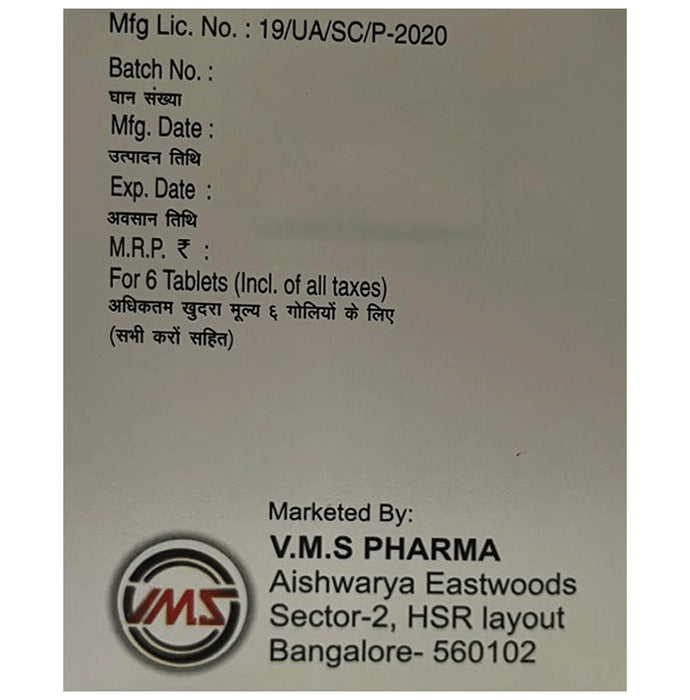 Mfg Lic. No. : 19/UA/SC/P-2020
Batch No. :
घान संख्या
Mfg. Date :
उत्पादन तिथि
Exp. Date :
अवसान तिथि
M.R.P. ₹ :
For 6 Tablets (Incl. of all taxes)
अधिकतम खुदरा मूल्य ६ गोलियों के लिए
(सभी करों सहित)
Marketed By:
V.M.S PHARMA
Aishwarya Eastwoods
Sector-2, HSR layout
Bangalore- 560102
VMS